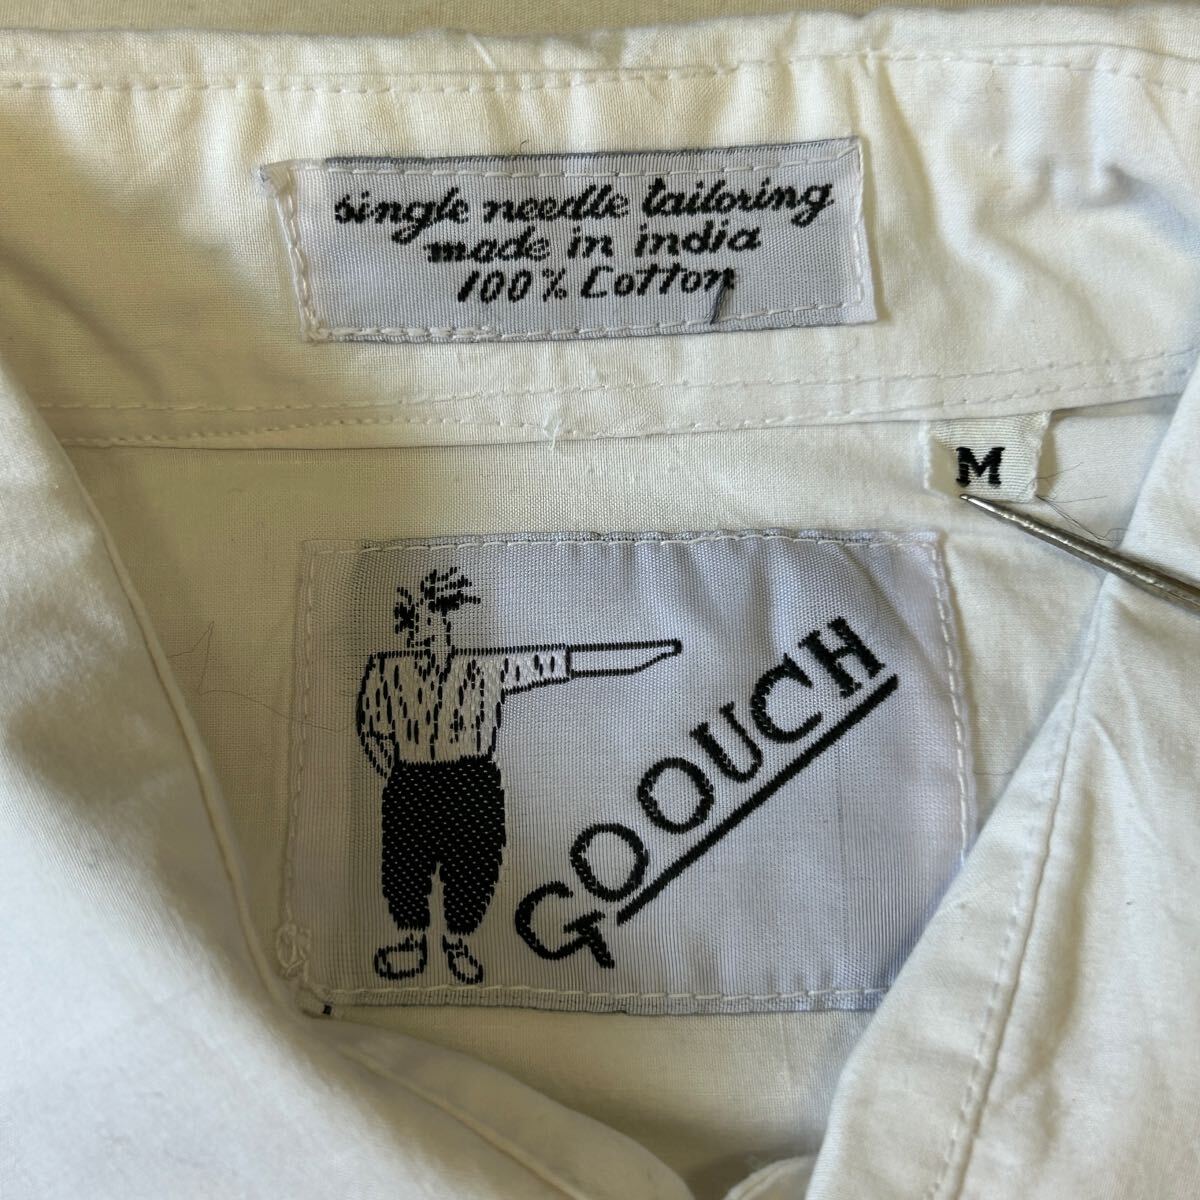 single needle tailoring
made in india
100% Cotton
M
GOOUCH